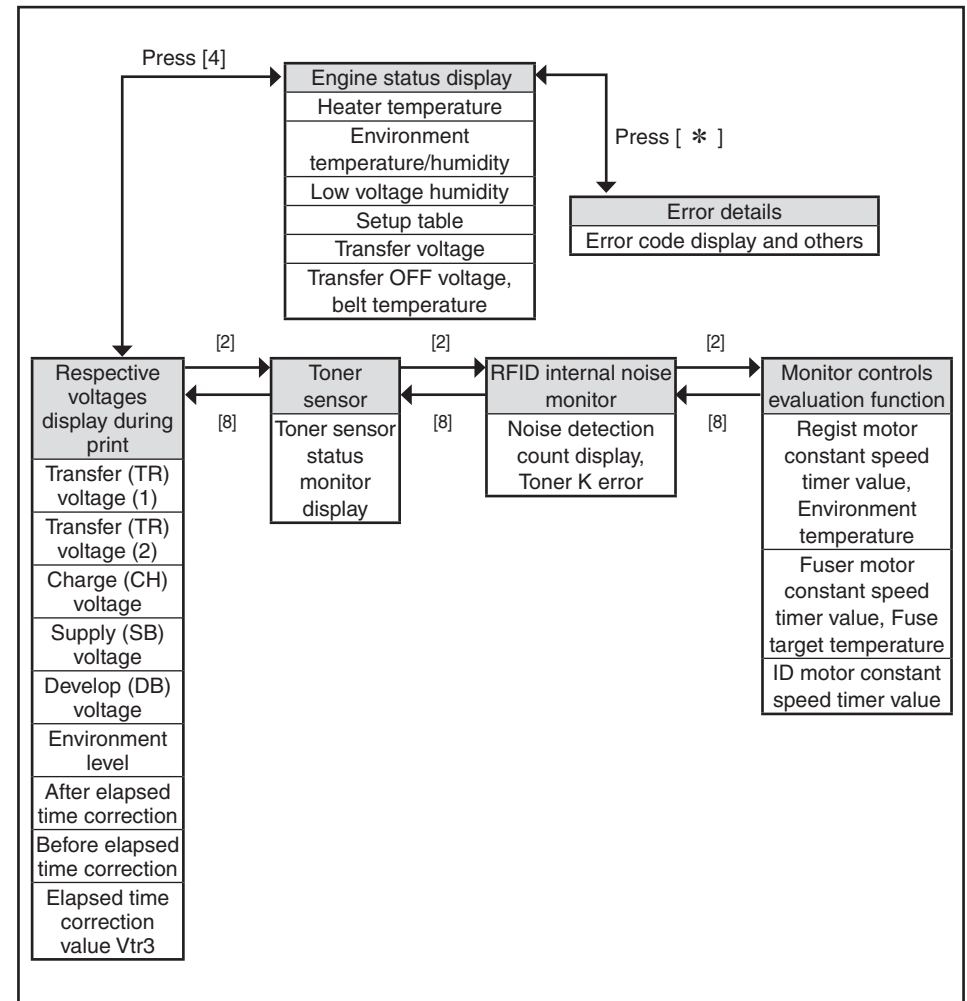 Press [4]
Engine status display
Heater temperature
Environment
temperature/humidity
Low voltage humidity
Setup table
Transfer voltage
Transfer OFF voltage,
belt temperature
Press [ * ]
Error details
Error code display and others
[2]
[2]
[2]
[8]
[8]
[8]
Respective
voltages
display during
print
Transfer (TR)
voltage (1)
Transfer (TR)
voltage (2)
Charge (CH)
voltage
Supply (SB)
voltage
Develop (DB)
voltage
Environment
level
After elapsed
time correction
Before elapsed
time correction
Elapsed time
correction
value Vtr3
Toner
sensor
Toner sensor
status
monitor
display
RFID internal noise
monitor
Noise detection
count display,
Toner K error
Monitor controls
evaluation function
Regist motor
constant speed
timer value,
Environment
temperature
Fuser motor
constant speed
timer value, Fuse
target temperature
ID motor constant
speed timer value